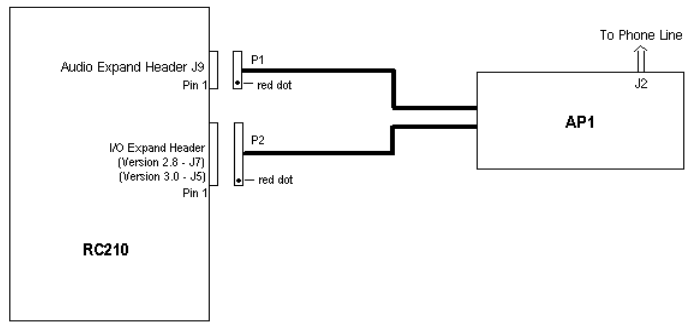 To Phone Line
P1
Audio Expand Header J9
Pin 1
red dot
J2
AP1
P2
I/O Expand Header
(Version 2.8 - J7)
(Version 3.0 - J5)
Pin 1
red dot
RC210